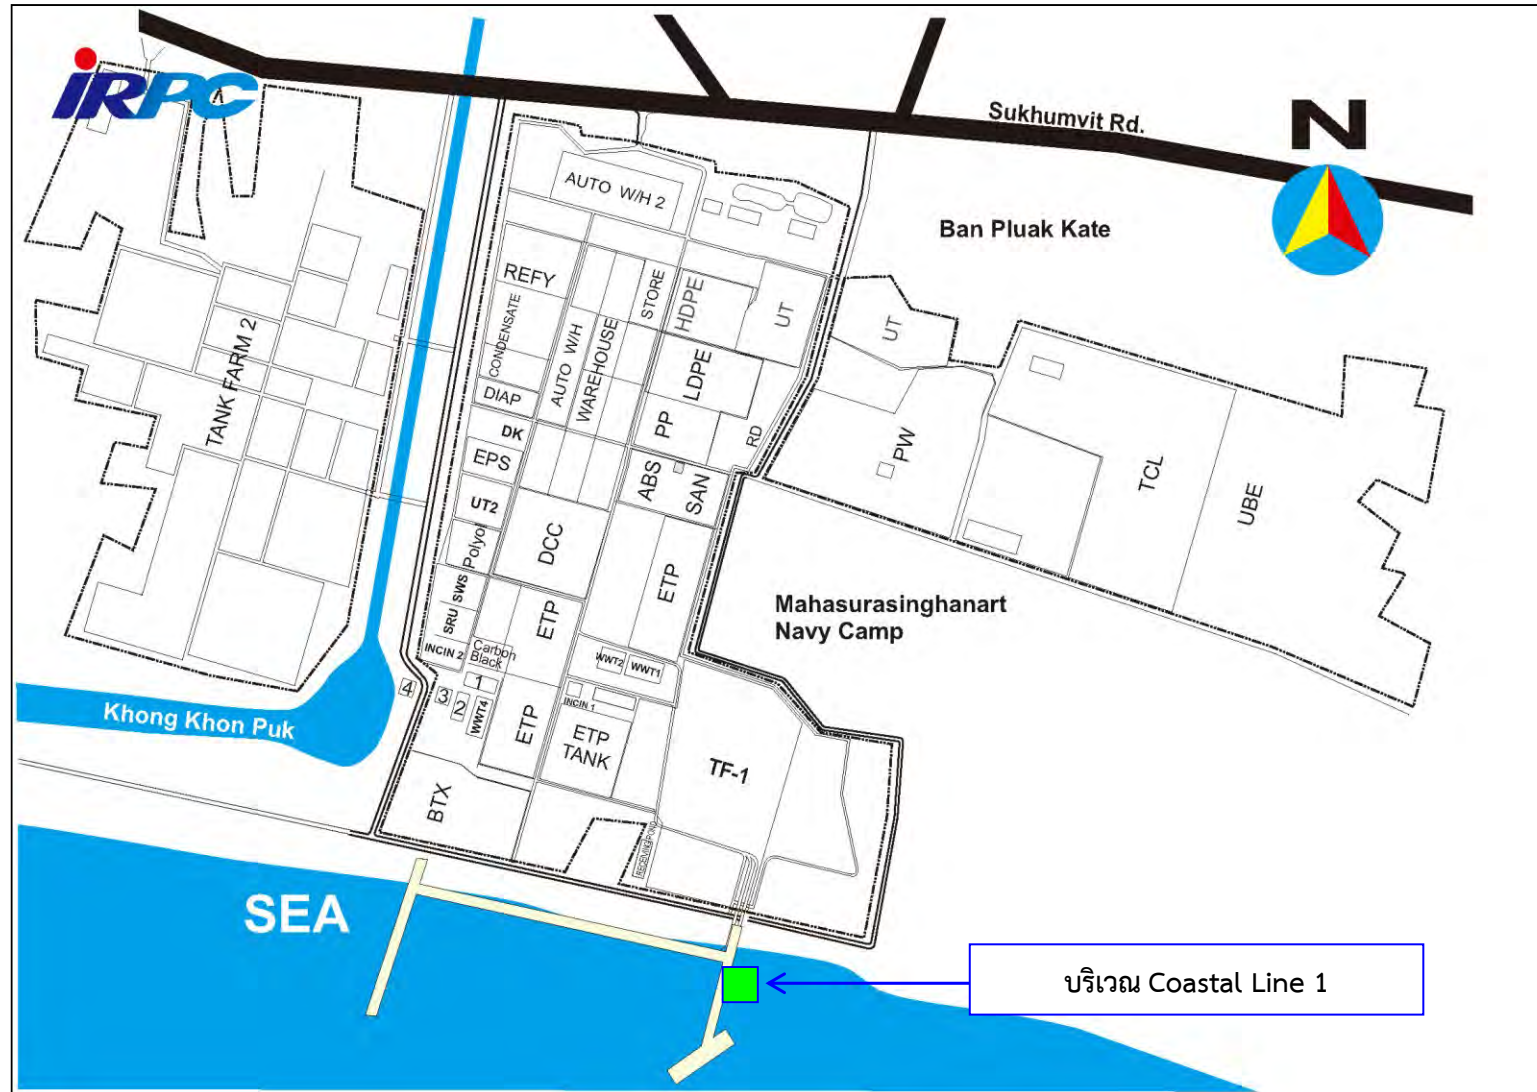 iRPC
Sukhumvit Rd.
N
Ban Pluak Kate
AUTO W/H 2
REFY
CONDENSATE
STORE
HDPE
UT
UT
TANK FARM 2
AUTO W/H
WAREHOUSE
LDPE
DIAP
PP
RD
DK
PW
EPS
ABS
SAN
TCL
UBE
UT2
Polyol
DCC
ETP
SWS
SRU
ETP
Mahasurasinghanart
Navy Camp
INCIN 2
Carbon
Black
WWT2
WWT1
4
3
1
2
WWT4
ETP
INCIN 1
ETP
TANK
Khong Khon Puk
TF-1
BTX
RECEIVING POND
SEA
บริเวณ Coastal Line 1